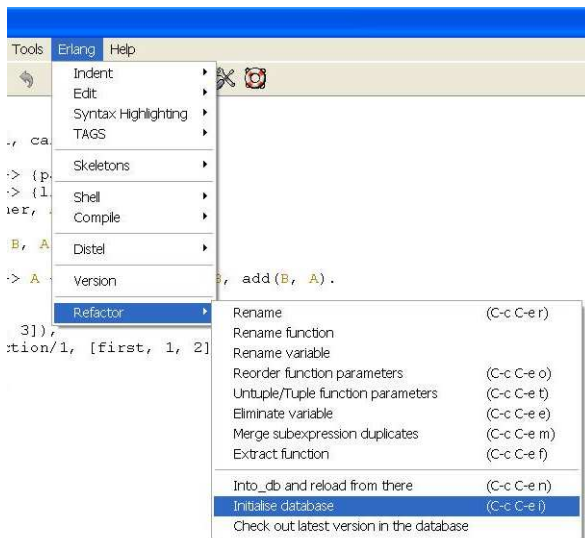 Tools Erlang Help
Indent
Edit
Syntax Highlighting
TAGS
Skeletons
Shell
Compile
Distel
Version
Refactor
B, A
-> A
, add(B, A).
3]),
ction/1, [first, 1, 2]
Rename (C-c C-e r)
Rename function
Rename variable
Reorder function parameters (C-c C-e o)
Untuple/Tuple function parameters (C-c C-e t)
Eliminate variable (C-c C-e e)
Merge subexpression duplicates (C-c C-e m)
Extract function (C-c C-e f)
Into_db and reload from there (C-c C-e n)
Initialise database (C-c C-e i)
Check out latest version in the database